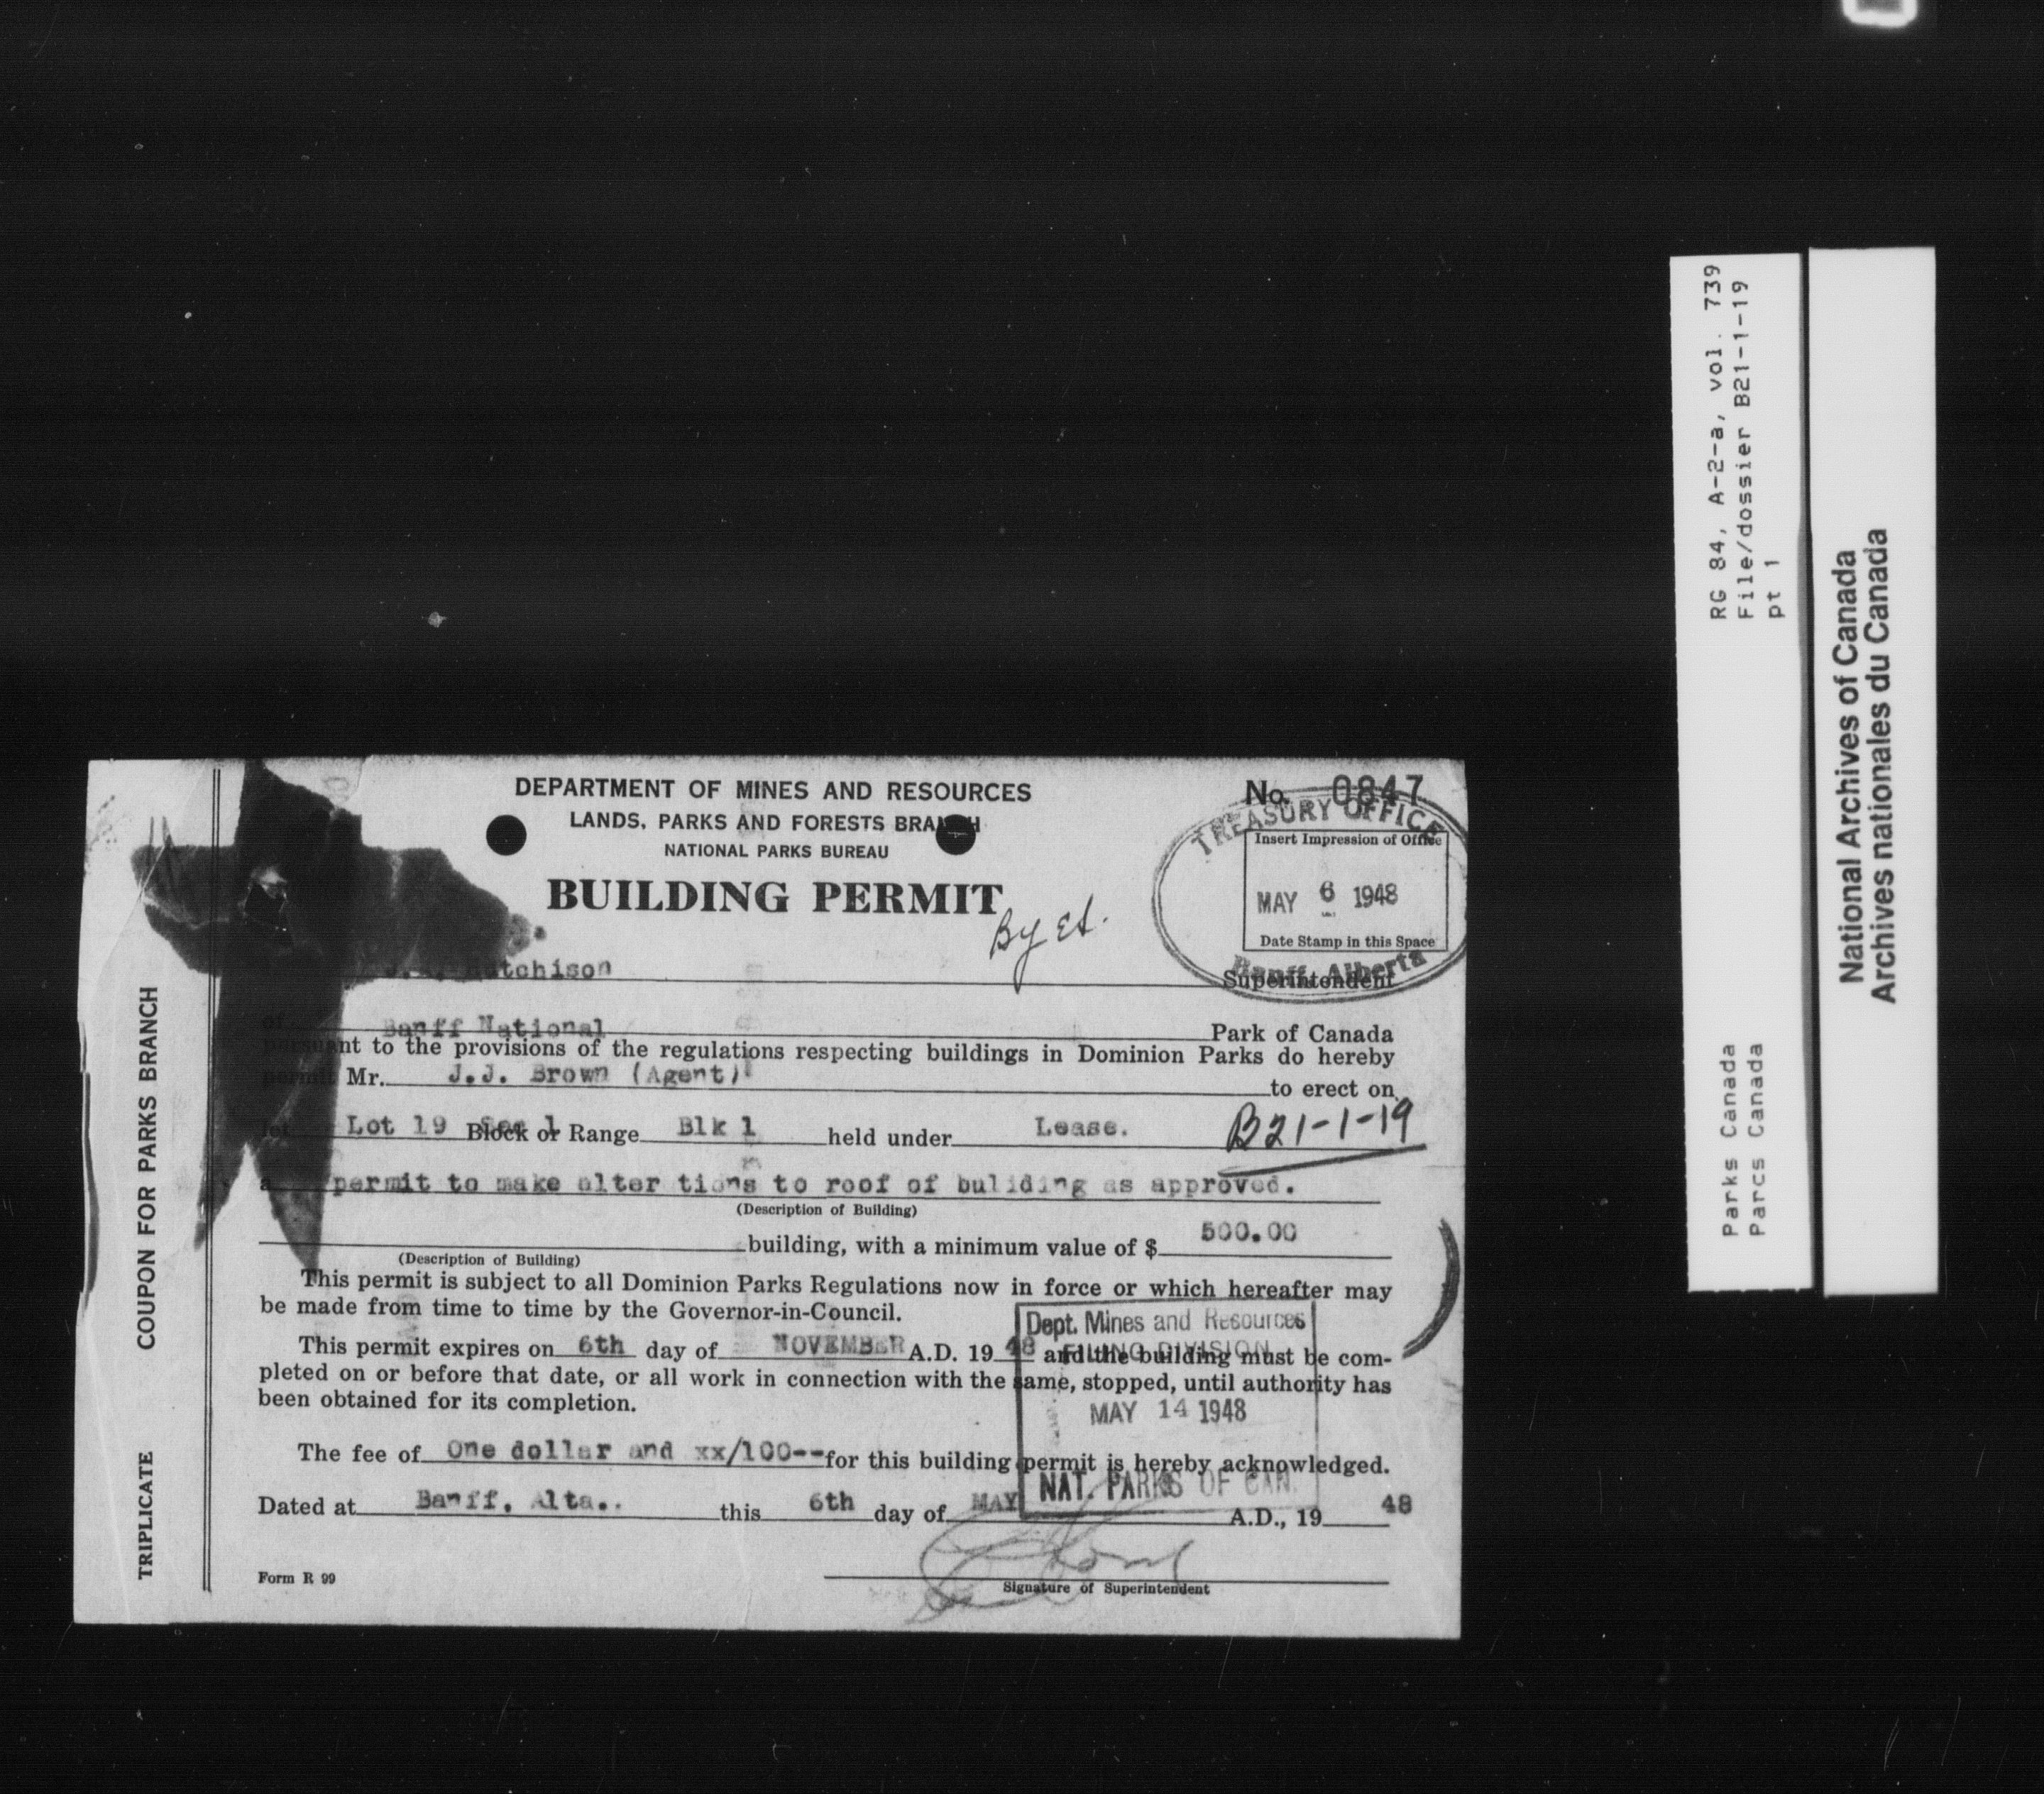 DEPARTMENT OF MINES AND RESOURCES
LANDS, PARKS AND FORESTS BRANCH
NATIONAL PARKS BUREAU
BUILDING PERMIT
No. 0847
TREASURY OFFICE
Insert Impression of Office
MAY 6 1948
Date Stamp in this Space
Banff, Alberta
Superintendent
of Banff National Park of Canada
pursuant to the provisions of the regulations respecting buildings in Dominion Parks do hereby
permit Mr. J.J. Brown (Agent) to erect on
lot Lot 19 Sec 1 Block or Range Blk 1 held under Lease.
B21-1-19
a permit to make alter tions to roof of buliding as approved.
(Description of Building)
building, with a minimum value of $ 500.00
(Description of Building)
This permit is subject to all Dominion Parks Regulations now in force or which hereafter may
be made from time to time by the Governor-in-Council.
This permit expires on 6th day of NOVEMBER A.D. 19 48 and the building must be com-
pleted on or before that date, or all work in connection with the same, stopped, until authority has
been obtained for its completion.
Dept. Mines and Resources
FILING DIVISION
MAY 14 1948
NAT. PARKS OF CAN.
The fee of One dollar and xx/100-- for this building permit is hereby acknowledged.
Dated at Banff, Alta.. this 6th day of MAY A.D., 19 48
Form R 99
Signature of Superintendent
TRIPLICATE COUPON FOR PARKS BRANCH
RG 84, A-2-a, vol. 739
File/dossier B21-1-19
pt 1
Parks Canada
Parcs Canada
National Archives of Canada
Archives nationales du Canada